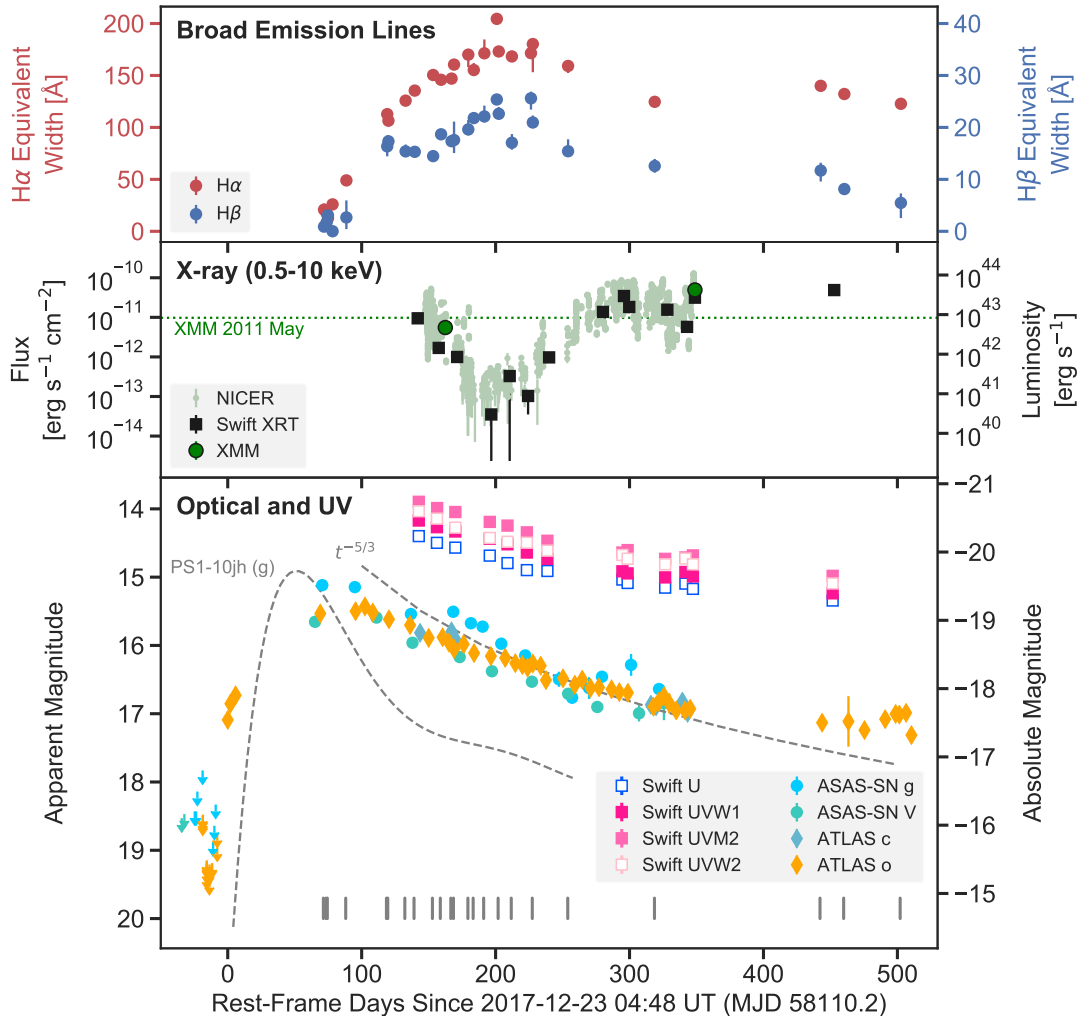 Broad Emission Lines
Hα Equivalent
Width [Å]
200
150
100
50
0
Hα
Hβ
40
30
20
10
0
Hβ Equivalent
Width [Å]
X-ray (0.5-10 keV)
Flux
[erg s⁻¹ cm⁻²]
10⁻¹⁰
10⁻¹¹
10⁻¹²
10⁻¹³
10⁻¹⁴
XMM 2011 May
NICER
Swift XRT
XMM
10⁴⁴
10⁴³
10⁴²
10⁴¹
10⁴⁰
Luminosity
[erg s⁻¹]
Optical and UV
Apparent Magnitude
14
15
16
17
18
19
20
PS1-10jh (g)
t⁻⁵/³
Swift U
Swift UVW1
Swift UVM2
Swift UVW2
ASAS-SN g
ASAS-SN V
ATLAS c
ATLAS o
−21
−20
−19
−18
−17
−16
−15
Absolute Magnitude
0 100 200 300 400 500
Rest-Frame Days Since 2017-12-23 04:48 UT (MJD 58110.2)